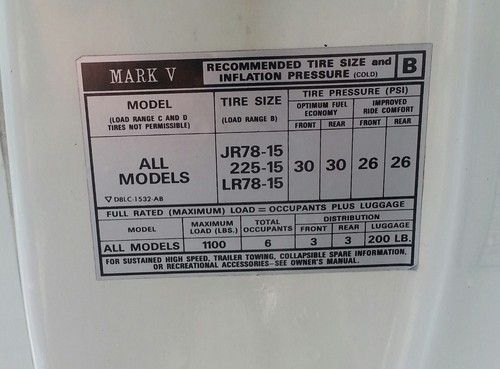 MARK V
RECOMMENDED TIRE SIZE and
INFLATION PRESSURE (COLD)
B
MODEL
(LOAD RANGE C AND D
TIRES NOT PERMISSIBLE)
TIRE SIZE
(LOAD RANGE B)
TIRE PRESSURE (PSI)
OPTIMUM FUEL
ECONOMY
IMPROVED
RIDE COMFORT
FRONT REAR FRONT REAR
ALL
MODELS
▽ DBLC-1532-AB
JR78-15
225-15
LR78-15
30 30 26 26
FULL RATED (MAXIMUM) LOAD = OCCUPANTS PLUS LUGGAGE
MODEL
MAXIMUM
LOAD (LBS.)
TOTAL
OCCUPANTS
DISTRIBUTION
FRONT REAR LUGGAGE
ALL MODELS 1100 6 3 3 200 LB.
FOR SUSTAINED HIGH SPEED, TRAILER TOWING, COLLAPSIBLE SPARE INFORMATION,
OR RECREATIONAL ACCESSORIES-SEE OWNER'S MANUAL.